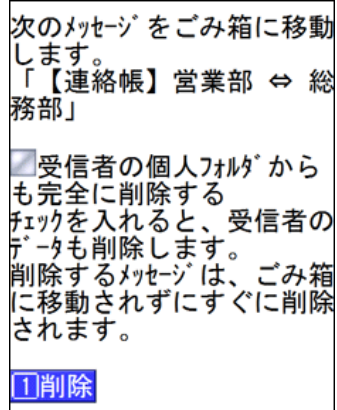 次のﾒｯｾｰｼﾞをごみ箱に移動
します。
「【連絡帳】営業部 ⇔ 総
務部」
受信者の個人ﾌｫﾙﾀﾞから
も完全に削除する
ﾁｪｯｸを入れると、受信者の
ﾃﾞｰﾀも削除します。
削除するﾒｯｾｰｼﾞは、ごみ箱
に移動されずにすぐに削除
されます。
1削除